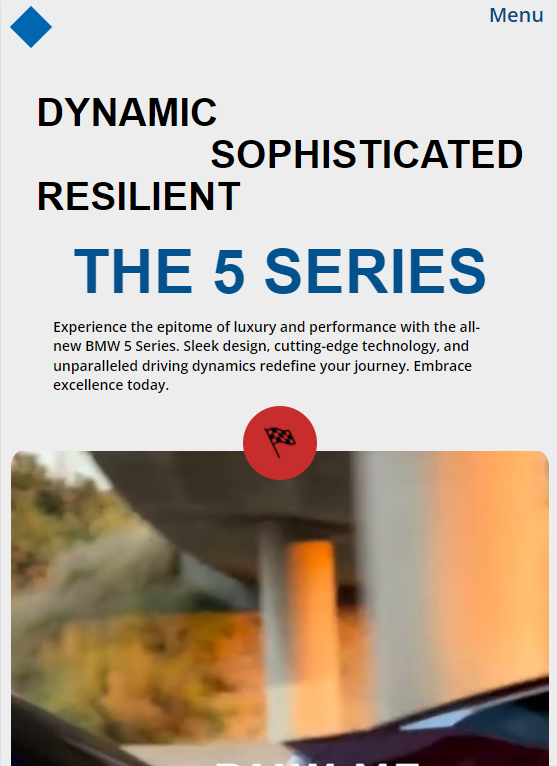 Menu
DYNAMIC
SOPHISTICATED
RESILIENT
THE 5 SERIES
Experience the epitome of luxury and performance with the all-
new BMW 5 Series. Sleek design, cutting-edge technology, and
unparalleled driving dynamics redefine your journey. Embrace
excellence today.